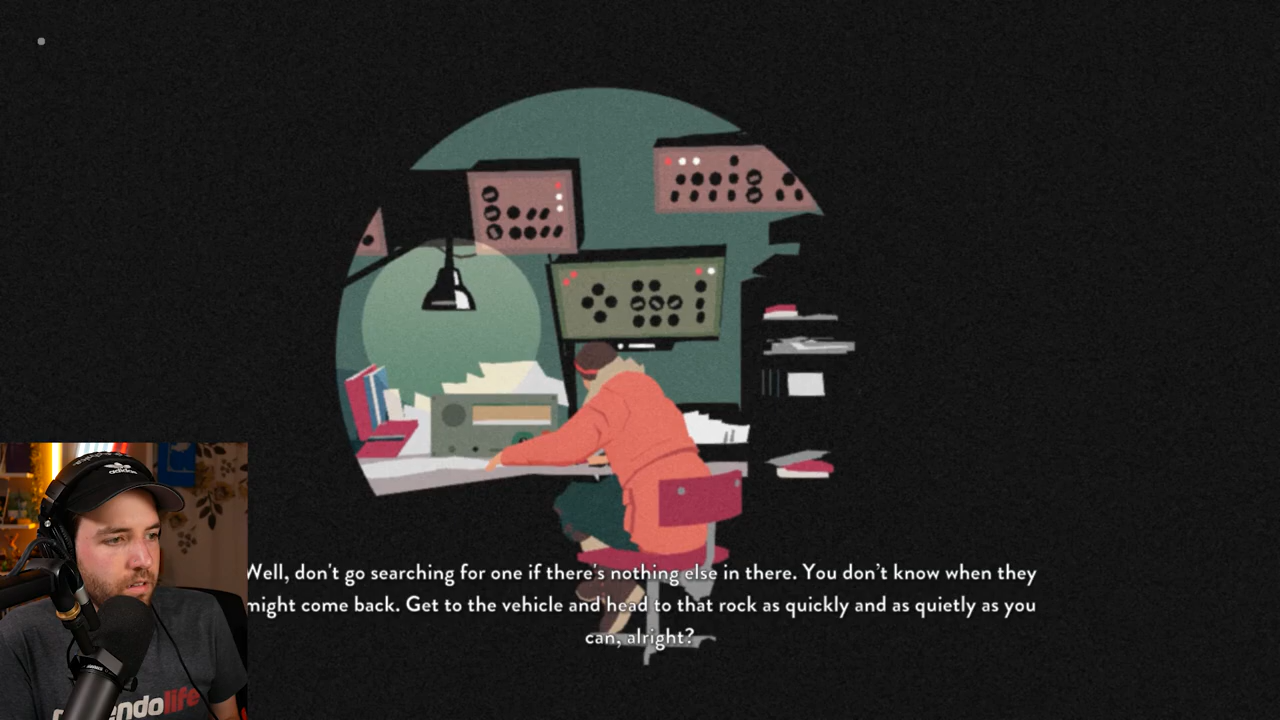 Well, don't go searching for one if there's nothing else in there. You don't know when they
might come back. Get to the vehicle and head to that rock as quickly and as quietly as you
can, alright?
adidas
endolife